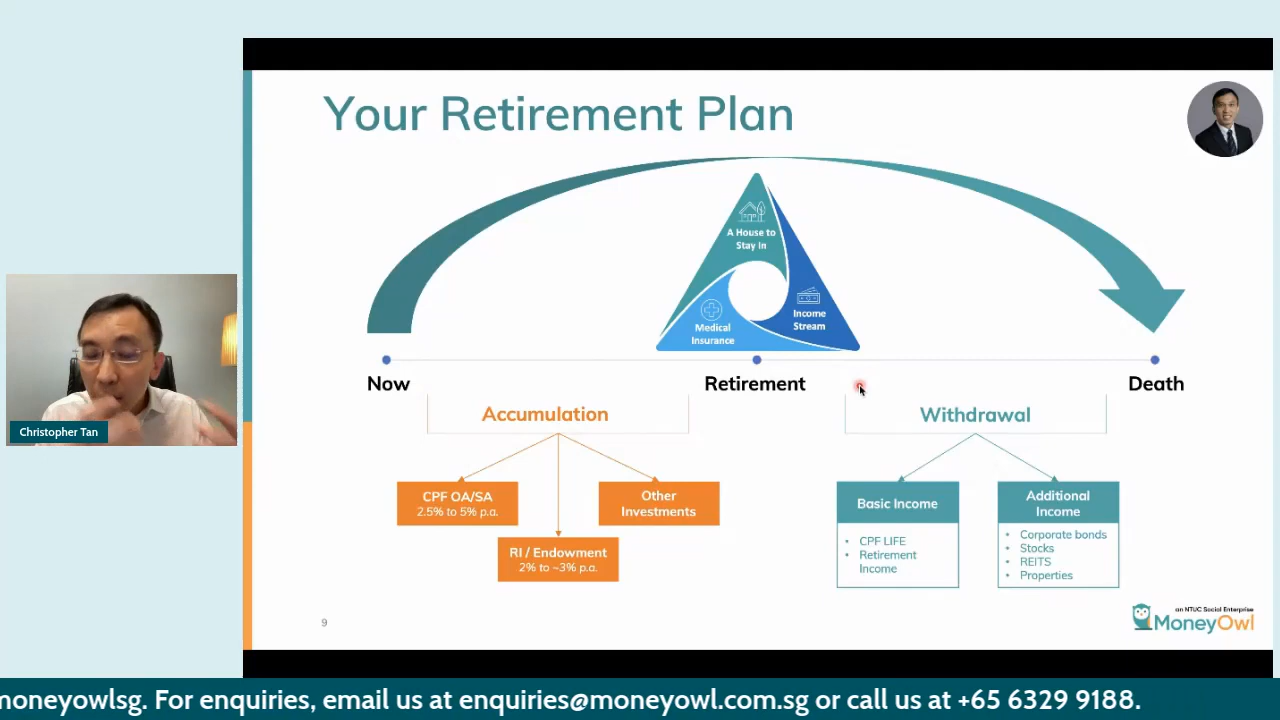 Your Retirement Plan
A House to
Stay In
Medical
Insurance
Income
Stream
Now
Retirement
Death
Accumulation
CPF OA/SA
2.5% to 5% p.a.
RI / Endowment
2% to ~3% p.a.
Other
Investments
Withdrawal
Basic Income
• CPF LIFE
• Retirement
Income
Additional
Income
• Corporate bonds
• Stocks
• REITS
• Properties
9
an NTUC Social Enterprise
MoneyOwl
Christopher Tan
moneyowlsg. For enquiries, email us at enquiries@moneyowl.com.sg or call us at +65 6329 9188.